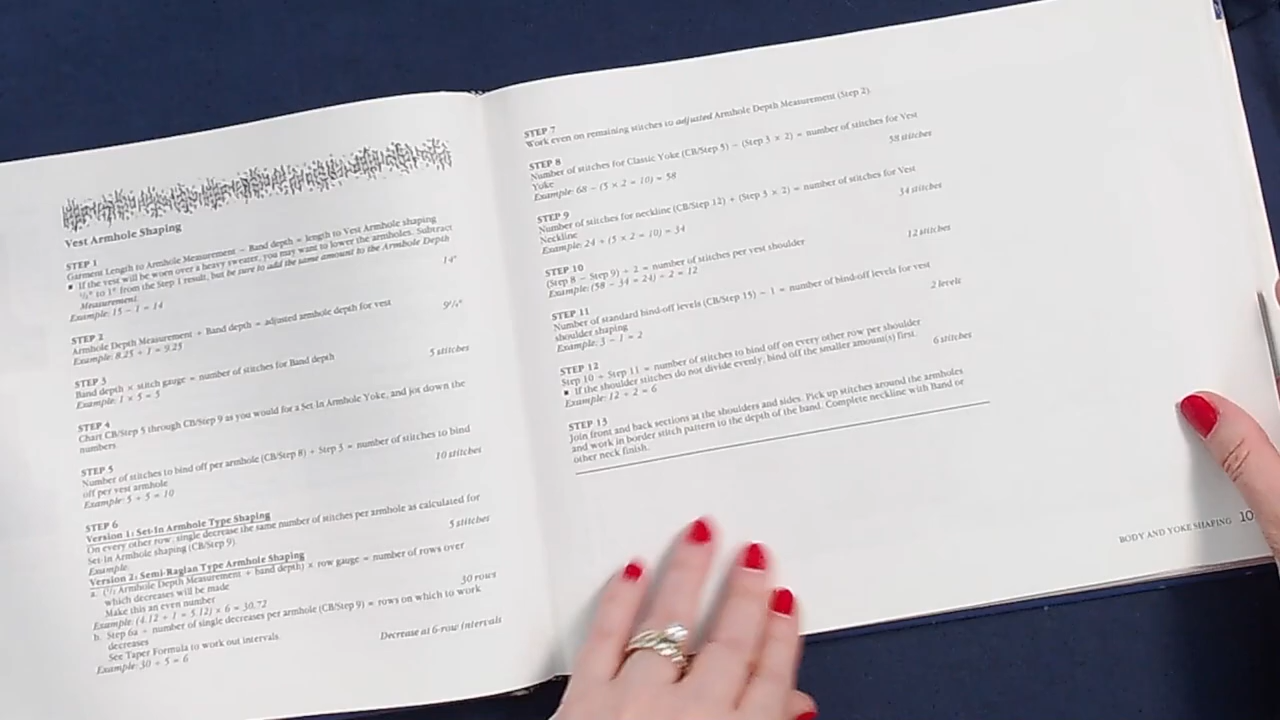 Vest Armhole Shaping
STEP 1
Garment Length to Armhole Measurement − Band depth = length to Vest Armhole shaping
■ If the vest will be worn over a heavy sweater, you may want to lower the armholes. Subtract
½" to 1" from the Step 1 result, but be sure to add the same amount to the Armhole Depth
Measurement.
Example: 15 − 1 = 14
14"
STEP 2
Armhole Depth Measurement + Band depth = adjusted armhole depth for vest
Example: 8.25 + 1 = 9.25
9¼"
STEP 3
Band depth × stitch gauge = number of stitches for Band depth
Example: 1 × 5 = 5
5 stitches
STEP 4
Chart CB/Step 5 through CB/Step 9 as you would for a Set In Armhole Yoke, and jot down the
numbers
STEP 5
Number of stitches to bind off per armhole (CB/Step 8) + Step 3 = number of stitches to bind
off per vest armhole
Example: 5 + 5 = 10
10 stitches
STEP 6
Version 1: Set-In Armhole Type Shaping
On every other row, single decrease the same number of stitches per armhole as calculated for
Set-In Armhole shaping (CB/Step 9)
Example:
5 stitches
Version 2: Semi-Raglan Type Armhole Shaping
a. (½ Armhole Depth Measurement + band depth) × row gauge = number of rows over
which decreases will be made
Make this an even number
Example: (4.12 + 1 = 5.12) × 6 = 30.72
30 rows
b. Step 6a ÷ number of single decreases per armhole (CB/Step 9) = rows on which to work
decreases
See Taper Formula to work out intervals.
Example: 30 ÷ 5 = 6
Decrease at 6-row intervals
STEP 7
Work even on remaining stitches to adjusted Armhole Depth Measurement (Step 2).
STEP 8
Number of stitches for Classic Yoke (CB/Step 5) − (Step 3 × 2) = number of stitches for Vest
Yoke
Example: 68 − (5 × 2 = 10) = 58
58 stitches
STEP 9
Number of stitches for neckline (CB/Step 12) + (Step 3 × 2) = number of stitches for Vest
Neckline
Example: 24 + (5 × 2 = 10) = 34
34 stitches
STEP 10
(Step 8 − Step 9) ÷ 2 = number of stitches per vest shoulder
Example: (58 − 34 = 24) ÷ 2 = 12
12 stitches
STEP 11
Number of standard bind-off levels (CB/Step 15) − 1 = number of bind-off levels for vest
shoulder shaping
Example: 3 − 1 = 2
2 levels
STEP 12
Step 10 ÷ Step 11 = number of stitches to bind off on every other row per shoulder
■ If the shoulder stitches do not divide evenly, bind off the smaller amount(s) first.
Example: 12 ÷ 2 = 6
6 stitches
STEP 13
Join front and back sections at the shoulders and sides. Pick up stitches around the armholes
and work in border stitch pattern to the depth of the band. Complete neckline with Band or
other neck finish.
BODY AND YOKE SHAPING 10